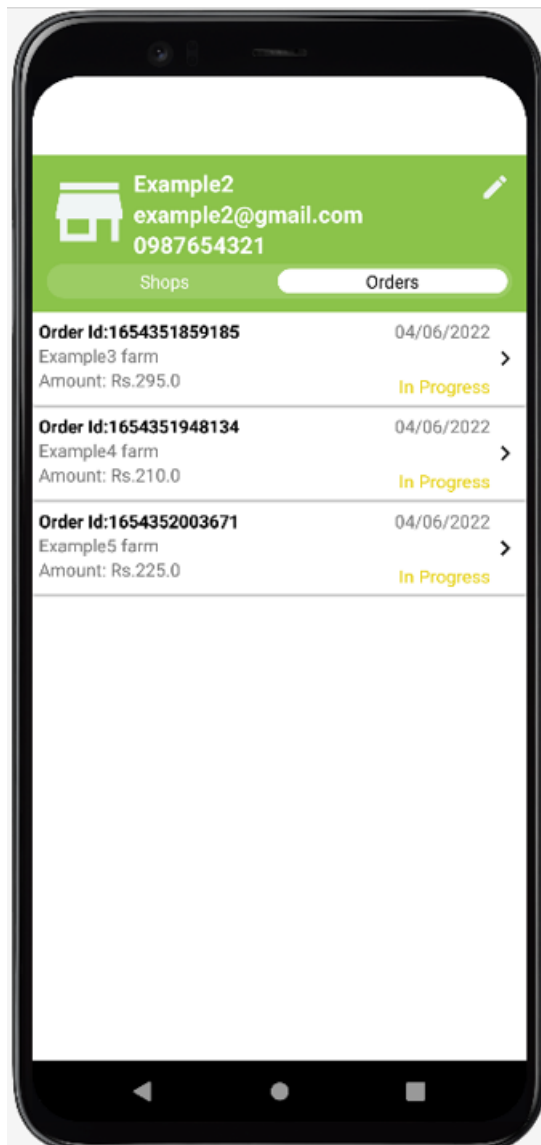 Example2
example2@gmail.com
0987654321
Shops
Orders
Order Id:1654351859185
04/06/2022
Example3 farm
Amount: Rs.295.0
In Progress
Order Id:1654351948134
04/06/2022
Example4 farm
Amount: Rs.210.0
In Progress
Order Id:1654352003671
04/06/2022
Example5 farm
Amount: Rs.225.0
In Progress